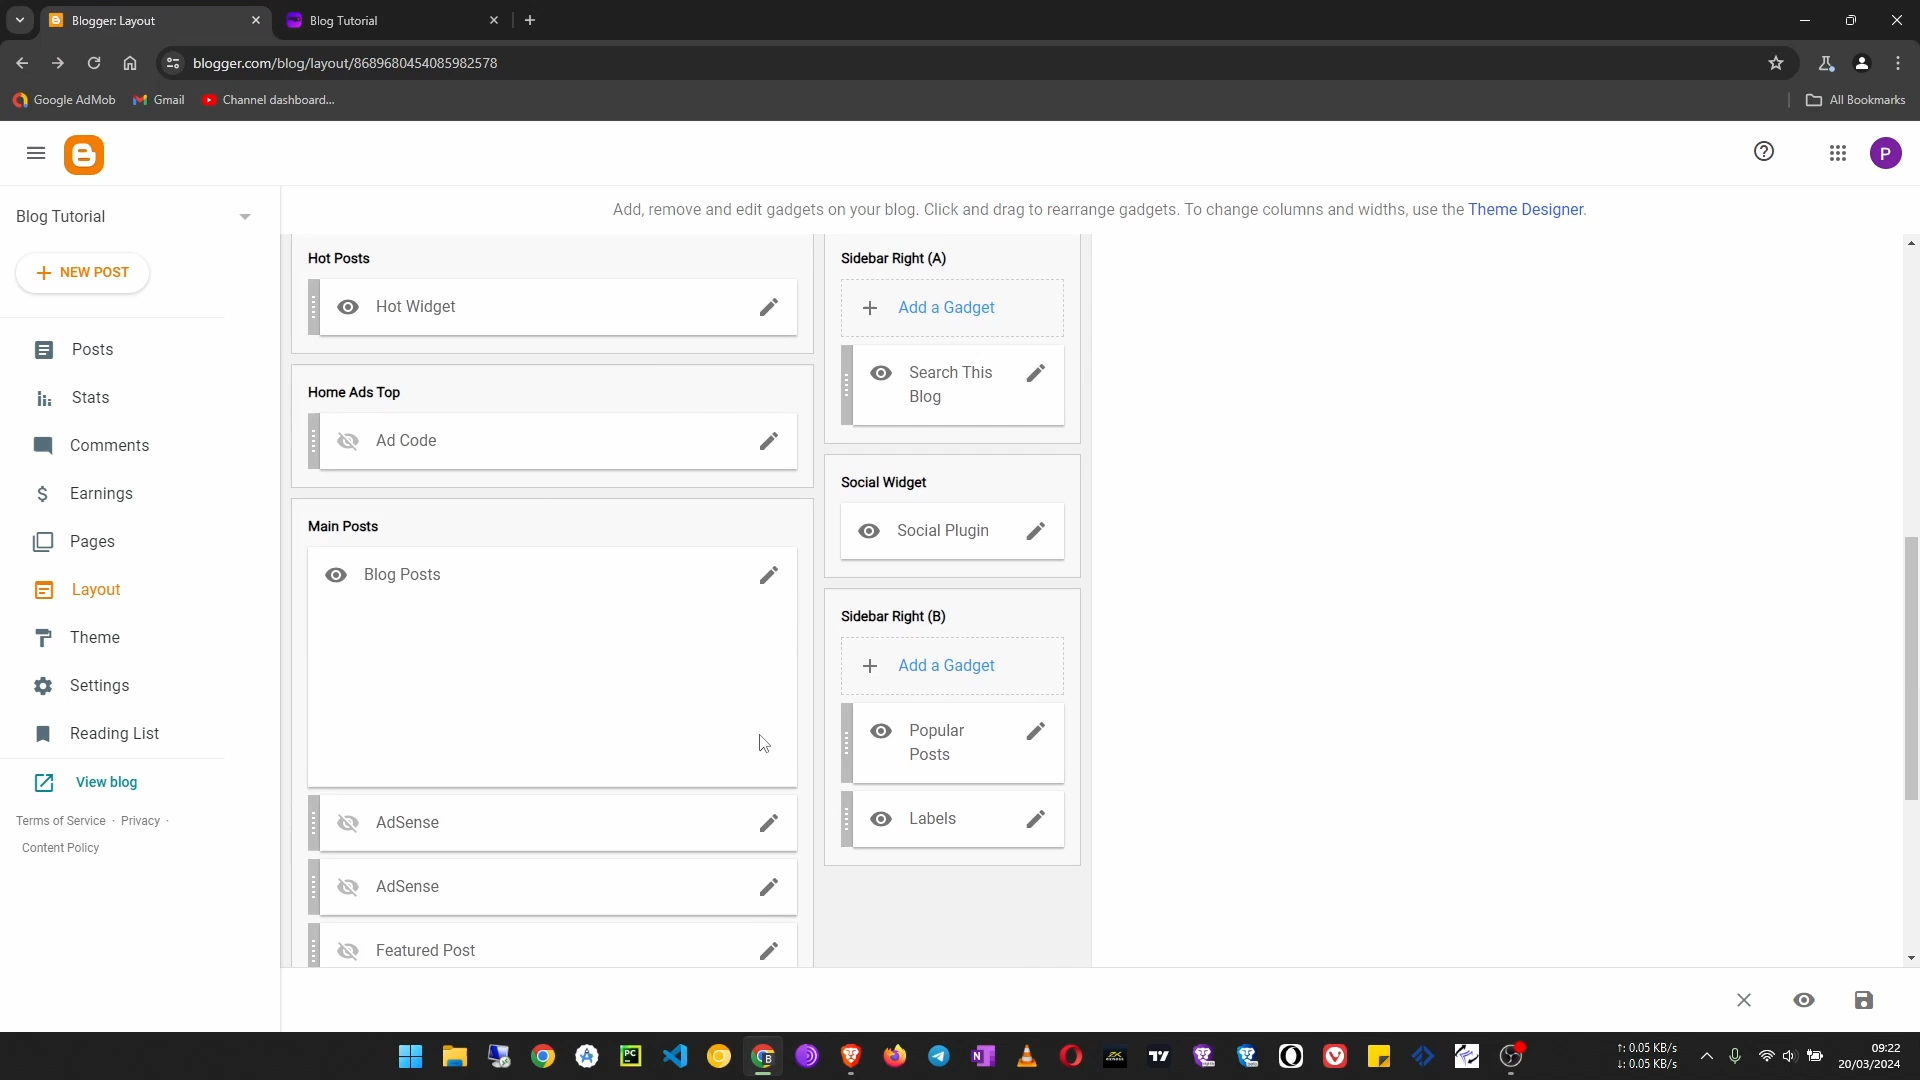 Blogger: Layout
Blog Tutorial
blogger.com/blog/layout/8689680454085982578
Google AdMob
Gmail
Channel dashboard...
All Bookmarks
P
Blog Tutorial
Add, remove and edit gadgets on your blog. Click and drag to rearrange gadgets. To change columns and widths, use the Theme Designer.
NEW POST
Posts
Stats
Comments
Earnings
Pages
Layout
Theme
Settings
Reading List
View blog
Terms of Service · Privacy ·
Content Policy
Hot Posts
Hot Widget
Home Ads Top
Ad Code
Main Posts
Blog Posts
AdSense
AdSense
Featured Post
Sidebar Right (A)
Add a Gadget
Search This
Blog
Social Widget
Social Plugin
Sidebar Right (B)
Add a Gadget
Popular
Posts
Labels
↑: 0.05 KB/s
↓: 0.05 KB/s
09:22
20/03/2024